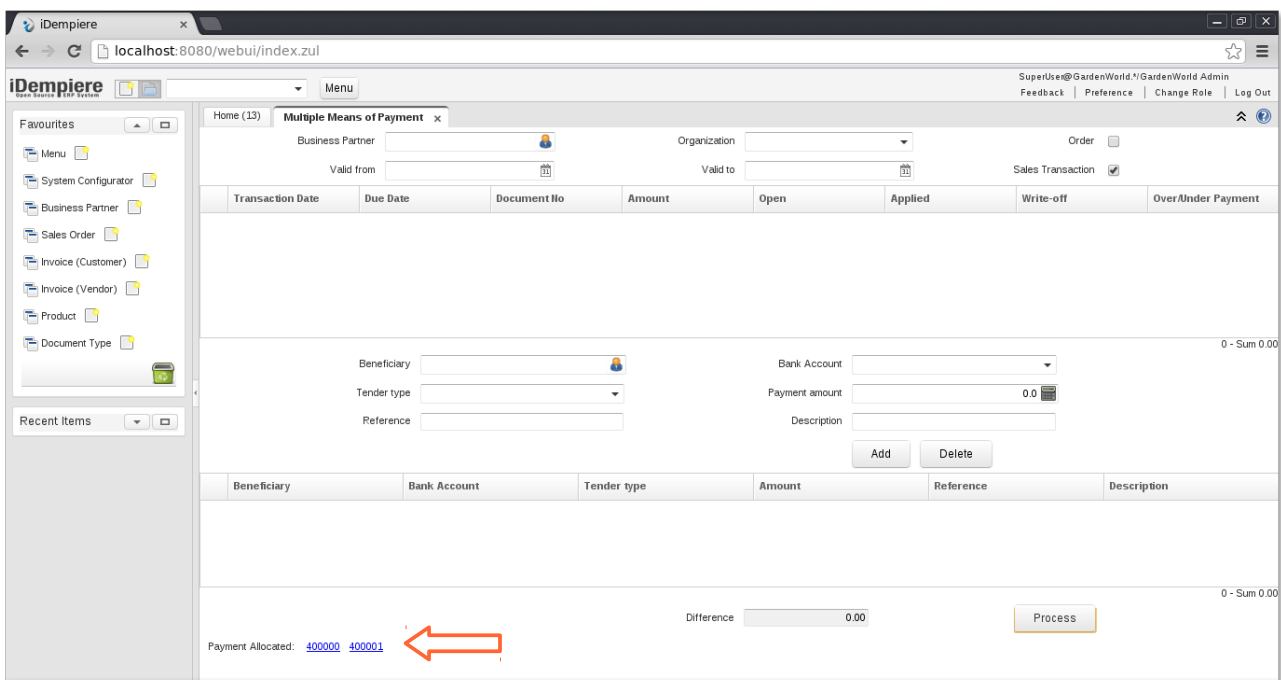 iDempiere
localhost:8080/webui/index.zul
iDempiere
Open Source ERP System
Menu
SuperUser@GardenWorld.*/GardenWorld Admin
Feedback | Preference | Change Role | Log Out
Favourites
Menu
System Configurator
Business Partner
Sales Order
Invoice (Customer)
Invoice (Vendor)
Product
Document Type
Recent Items
Home (13) Multiple Means of Payment x
Business Partner Organization Order
Valid from 31 Valid to 31 Sales Transaction
Transaction Date Due Date Document No Amount Open Applied Write-off Over/Under Payment
0 - Sum 0.00
Beneficiary Bank Account
Tender type Payment amount 0.0
Reference Description
Add Delete
Beneficiary Bank Account Tender type Amount Reference Description
0 - Sum 0.00
Difference 0.00 Process
Payment Allocated: 400000 400001